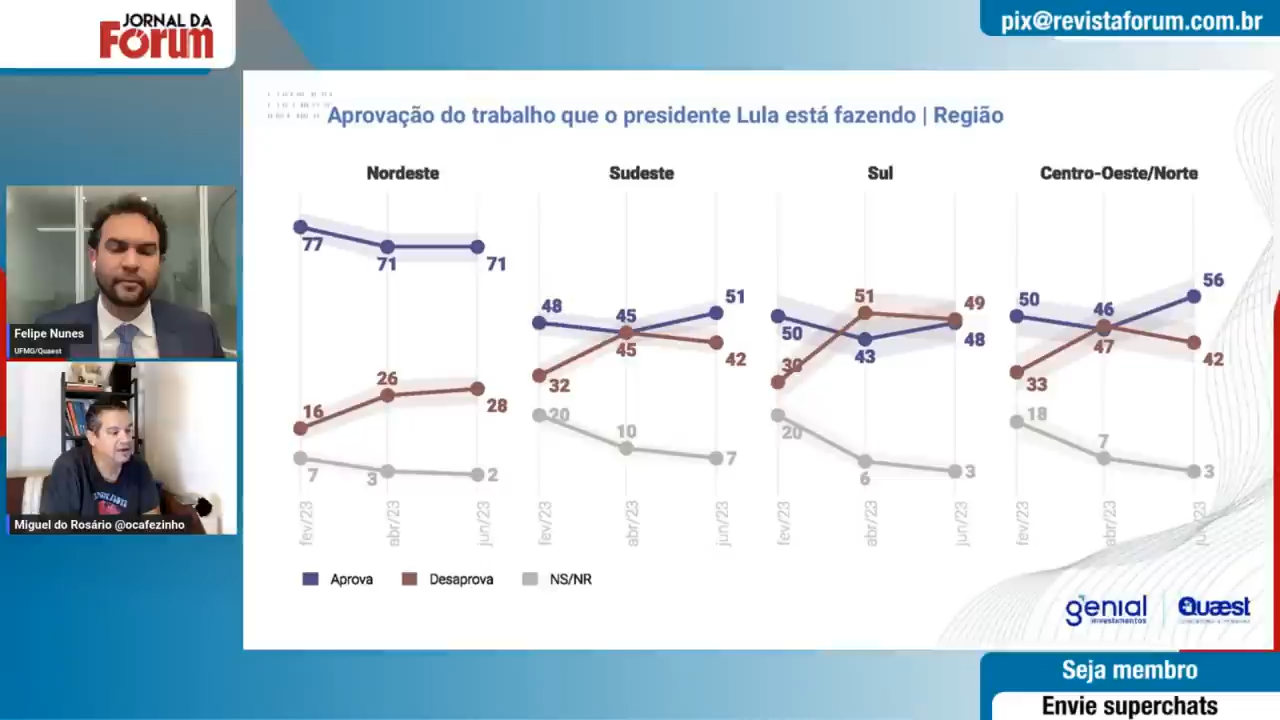 JORNAL DA
Fórum
pix@revistaforum.com.br
Aprovação do trabalho que o presidente Lula está fazendo | Região
Nordeste
77
71
71
16
26
28
7
3
2
fev/23
abr/23
jun/23
Sudeste
48
45
51
32
45
42
20
10
7
fev/23
abr/23
jun/23
Sul
50
43
48
30
51
49
20
6
3
fev/23
abr/23
jun/23
Centro-Oeste/Norte
50
46
56
33
47
42
18
7
3
fev/23
abr/23
jun/23
Aprova
Desaprova
NS/NR
genial
investimentos
Quæst
Felipe Nunes
UFMG/Quaest
Miguel do Rosário @ocafezinho
Seja membro
Envie superchats